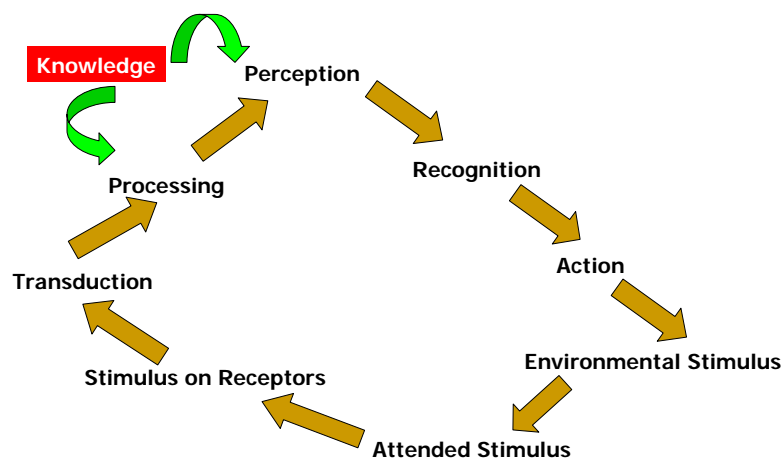 Knowledge
Perception
Recognition
Processing
Action
Transduction
Environmental Stimulus
Stimulus on Receptors
Attended Stimulus